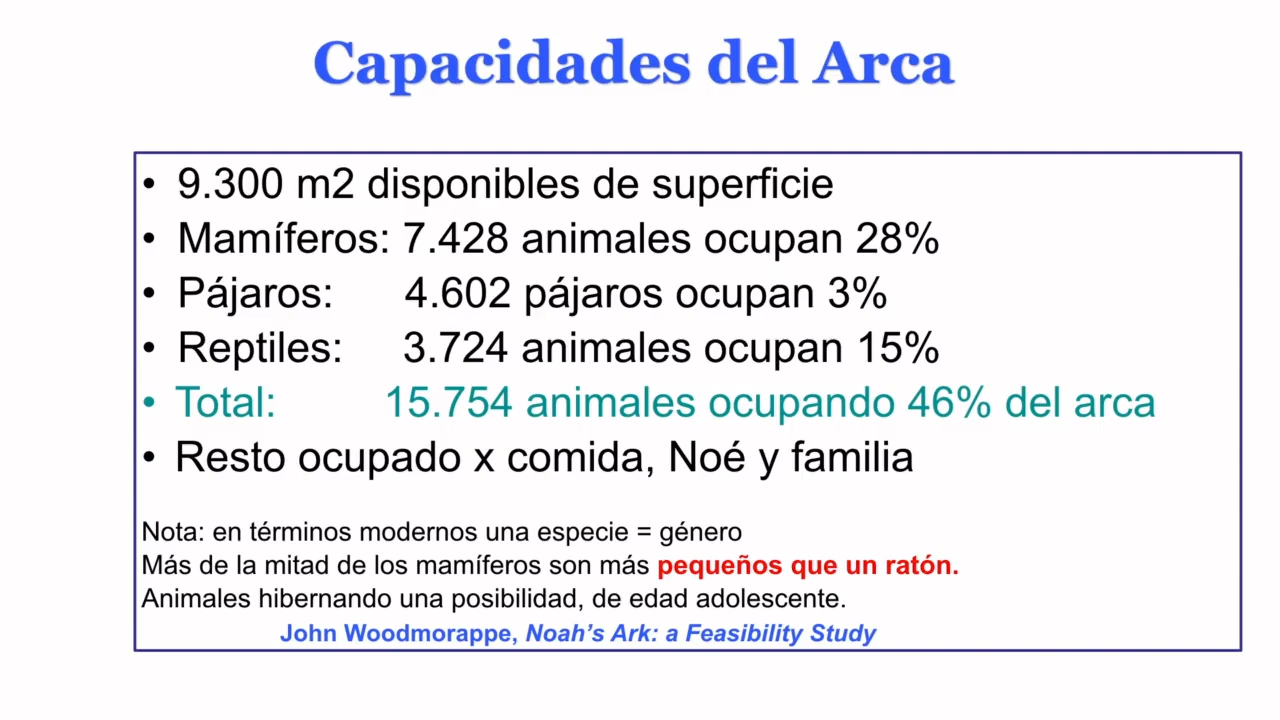 Capacidades del Arca
• 9.300 m2 disponibles de superficie
• Mamíferos: 7.428 animales ocupan 28%
• Pájaros: 4.602 pájaros ocupan 3%
• Reptiles: 3.724 animales ocupan 15%
• Total: 15.754 animales ocupando 46% del arca
• Resto ocupado x comida, Noé y familia
Nota: en términos modernos una especie = género
Más de la mitad de los mamíferos son más pequeños que un ratón.
Animales hibernando una posibilidad, de edad adolescente.
John Woodmorappe, Noah’s Ark: a Feasibility Study